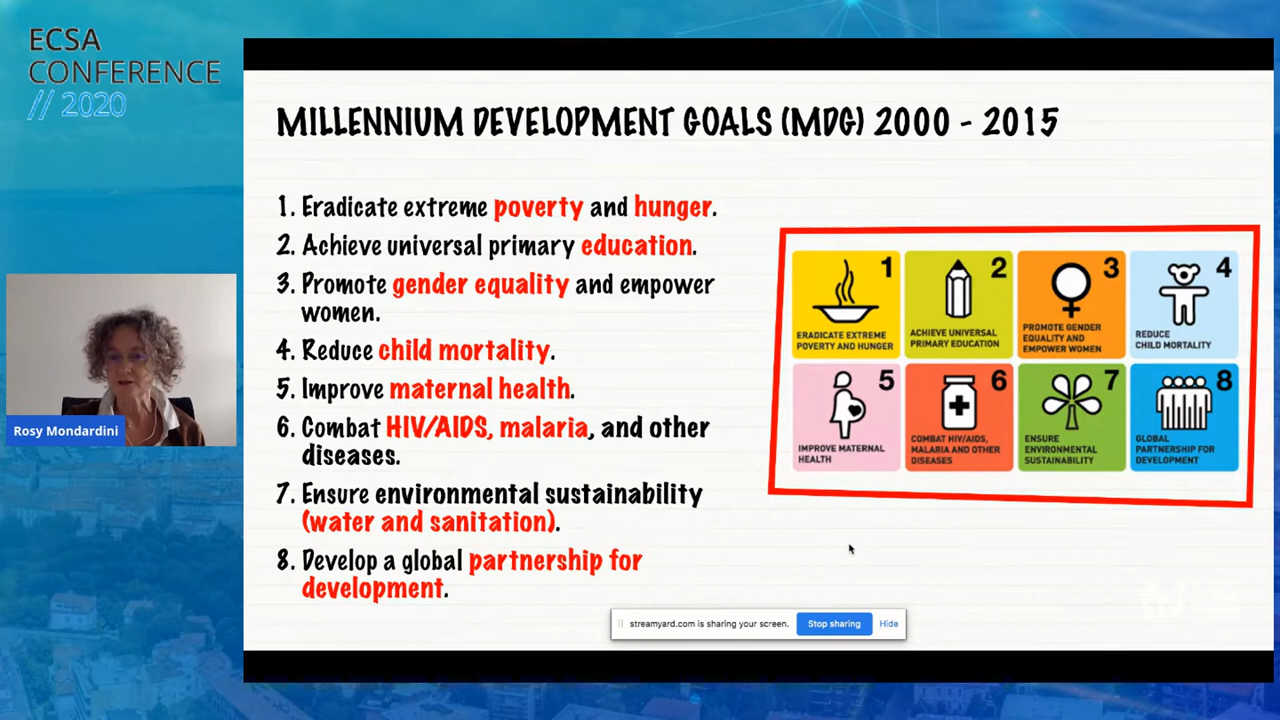 ECSA
CONFERENCE
// 2020
MILLENNIUM DEVELOPMENT GOALS (MDG) 2000 - 2015
1. Eradicate extreme poverty and hunger.
2. Achieve universal primary education.
3. Promote gender equality and empower
women.
4. Reduce child mortality.
5. Improve maternal health.
6. Combat HIV/AIDS, malaria, and other
diseases.
7. Ensure environmental sustainability
(water and sanitation).
8. Develop a global partnership for
development.
1
ERADICATE EXTREME
POVERTY AND HUNGER
2
ACHIEVE UNIVERSAL
PRIMARY EDUCATION
3
PROMOTE GENDER
EQUALITY AND
EMPOWER WOMEN
4
REDUCE
CHILD MORTALITY
5
IMPROVE MATERNAL
HEALTH
6
COMBAT HIV/AIDS,
MALARIA AND OTHER
DISEASES
7
ENSURE
ENVIRONMENTAL
SUSTAINABILITY
8
GLOBAL
PARTNERSHIP FOR
DEVELOPMENT
Rosy Mondardini
streamyard.com is sharing your screen.
Stop sharing
Hide